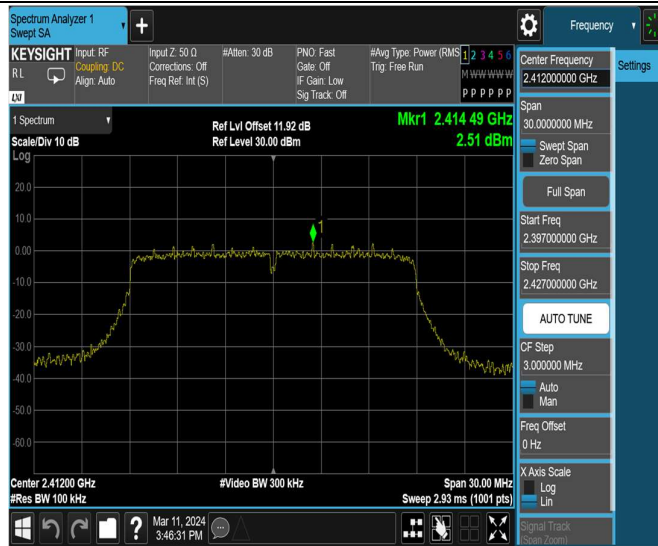 Spectrum Analyzer 1
Swept SA
+
Frequency
KEYSIGHT
RL
LXI
Input: RF
Coupling: DC
Align: Auto
Input Z: 50 Ω
Corrections: Off
Freq Ref: Int (S)
#Atten: 30 dB
PNO: Fast
Gate: Off
IF Gain: Low
Sig Track: Off
#Avg Type: Power (RMS
Trig: Free Run
1 2 3 4 5 6
M W W W W W
P P P P P P
1 Spectrum
Scale/Div 10 dB
Log
Ref Lvl Offset 11.92 dB
Ref Level 30.00 dBm
Mkr1 2.414 49 GHz
2.51 dBm
1
20.0
10.0
0.00
-10.0
-20.0
-30.0
-40.0
-50.0
-60.0
Center 2.41200 GHz
#Res BW 100 kHz
#Video BW 300 kHz
Span 30.00 MHz
Sweep 2.93 ms (1001 pts)
?
Mar 11, 2024
3:46:31 PM
Center Frequency
2.412000000 GHz
Settings
Span
30.0000000 MHz
Swept Span
Zero Span
Full Span
Start Freq
2.397000000 GHz
Stop Freq
2.427000000 GHz
AUTO TUNE
CF Step
3.000000 MHz
Auto
Man
Freq Offset
0 Hz
X Axis Scale
Log
Lin
Signal Track
(Span Zoom)